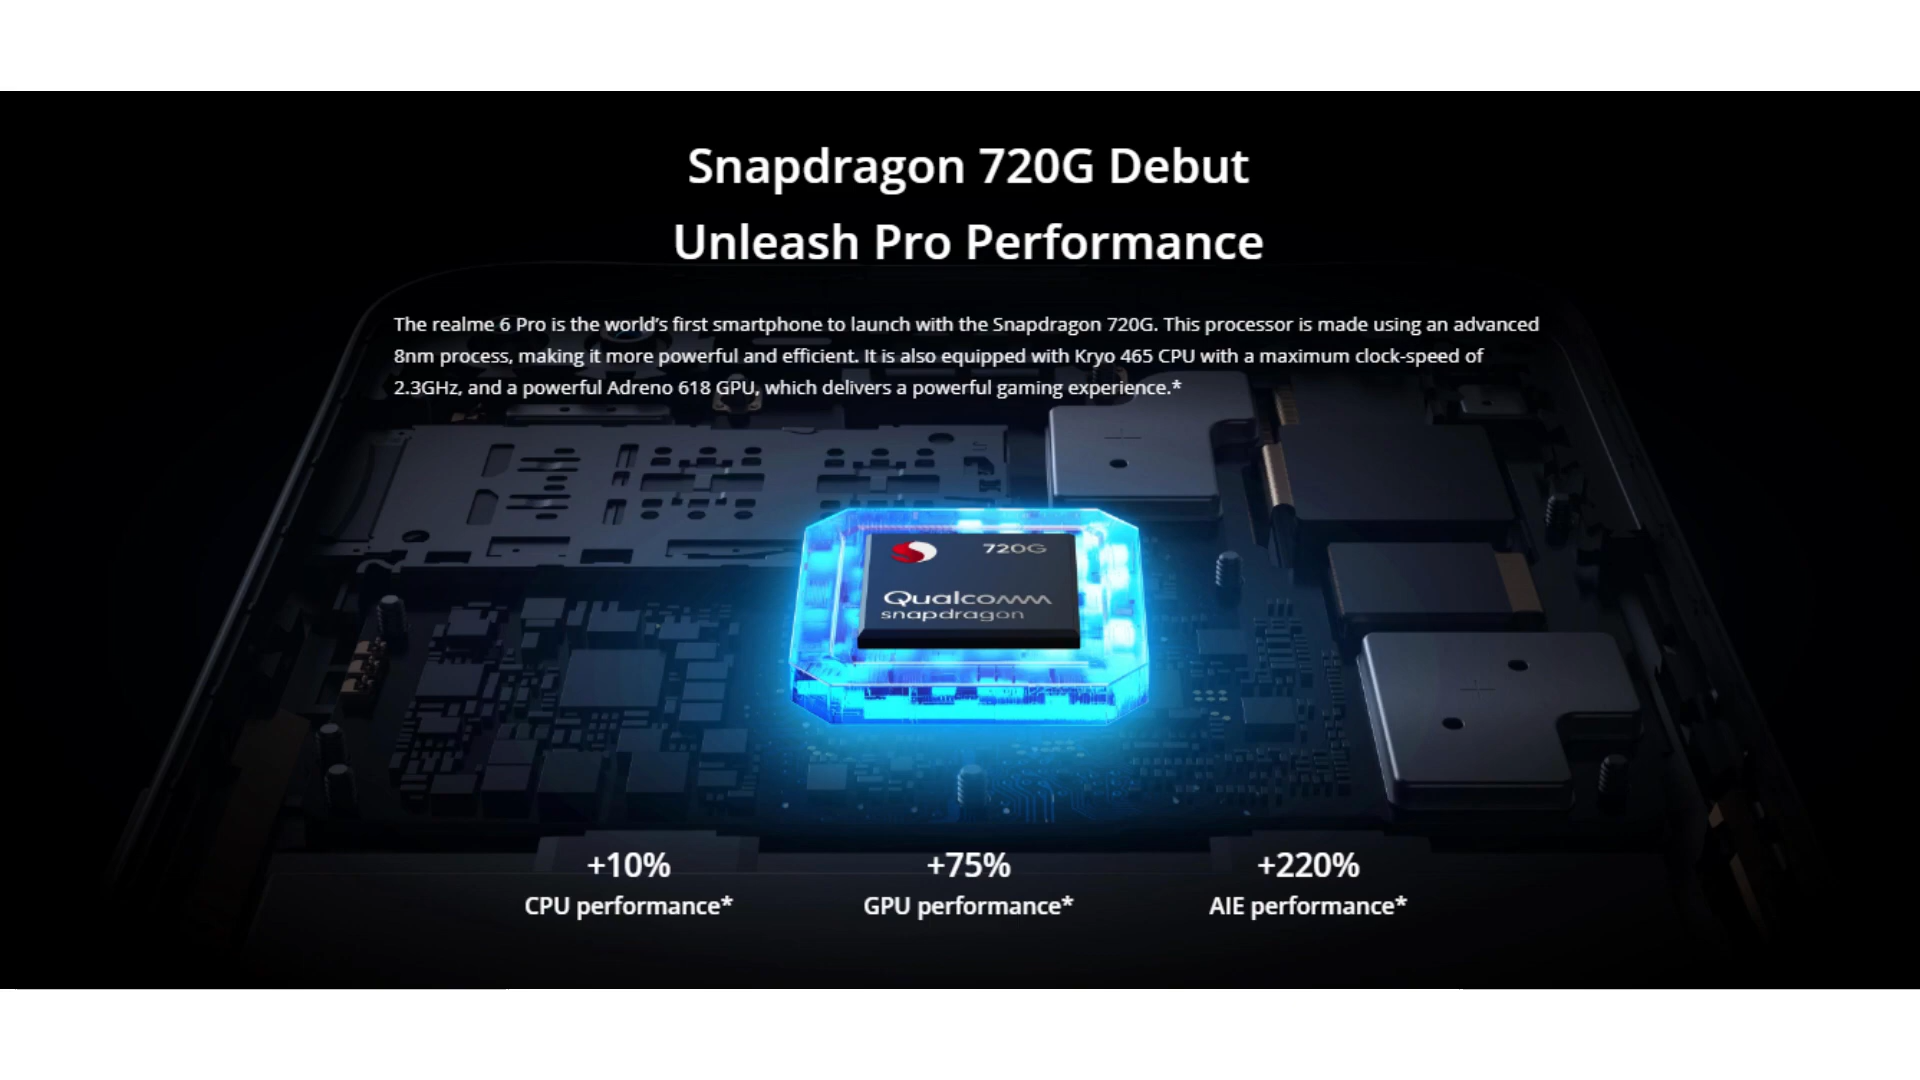 Snapdragon 720G Debut
Unleash Pro Performance
The realme 6 Pro is the world’s first smartphone to launch with the Snapdragon 720G. This processor is made using an advanced
8nm process, making it more powerful and efficient. It is also equipped with Kryo 465 CPU with a maximum clock-speed of
2.3GHz, and a powerful Adreno 618 GPU, which delivers a powerful gaming experience.*
720G
Qualcomm
snapdragon
+10%
CPU performance*
+75%
GPU performance*
+220%
AIE performance*